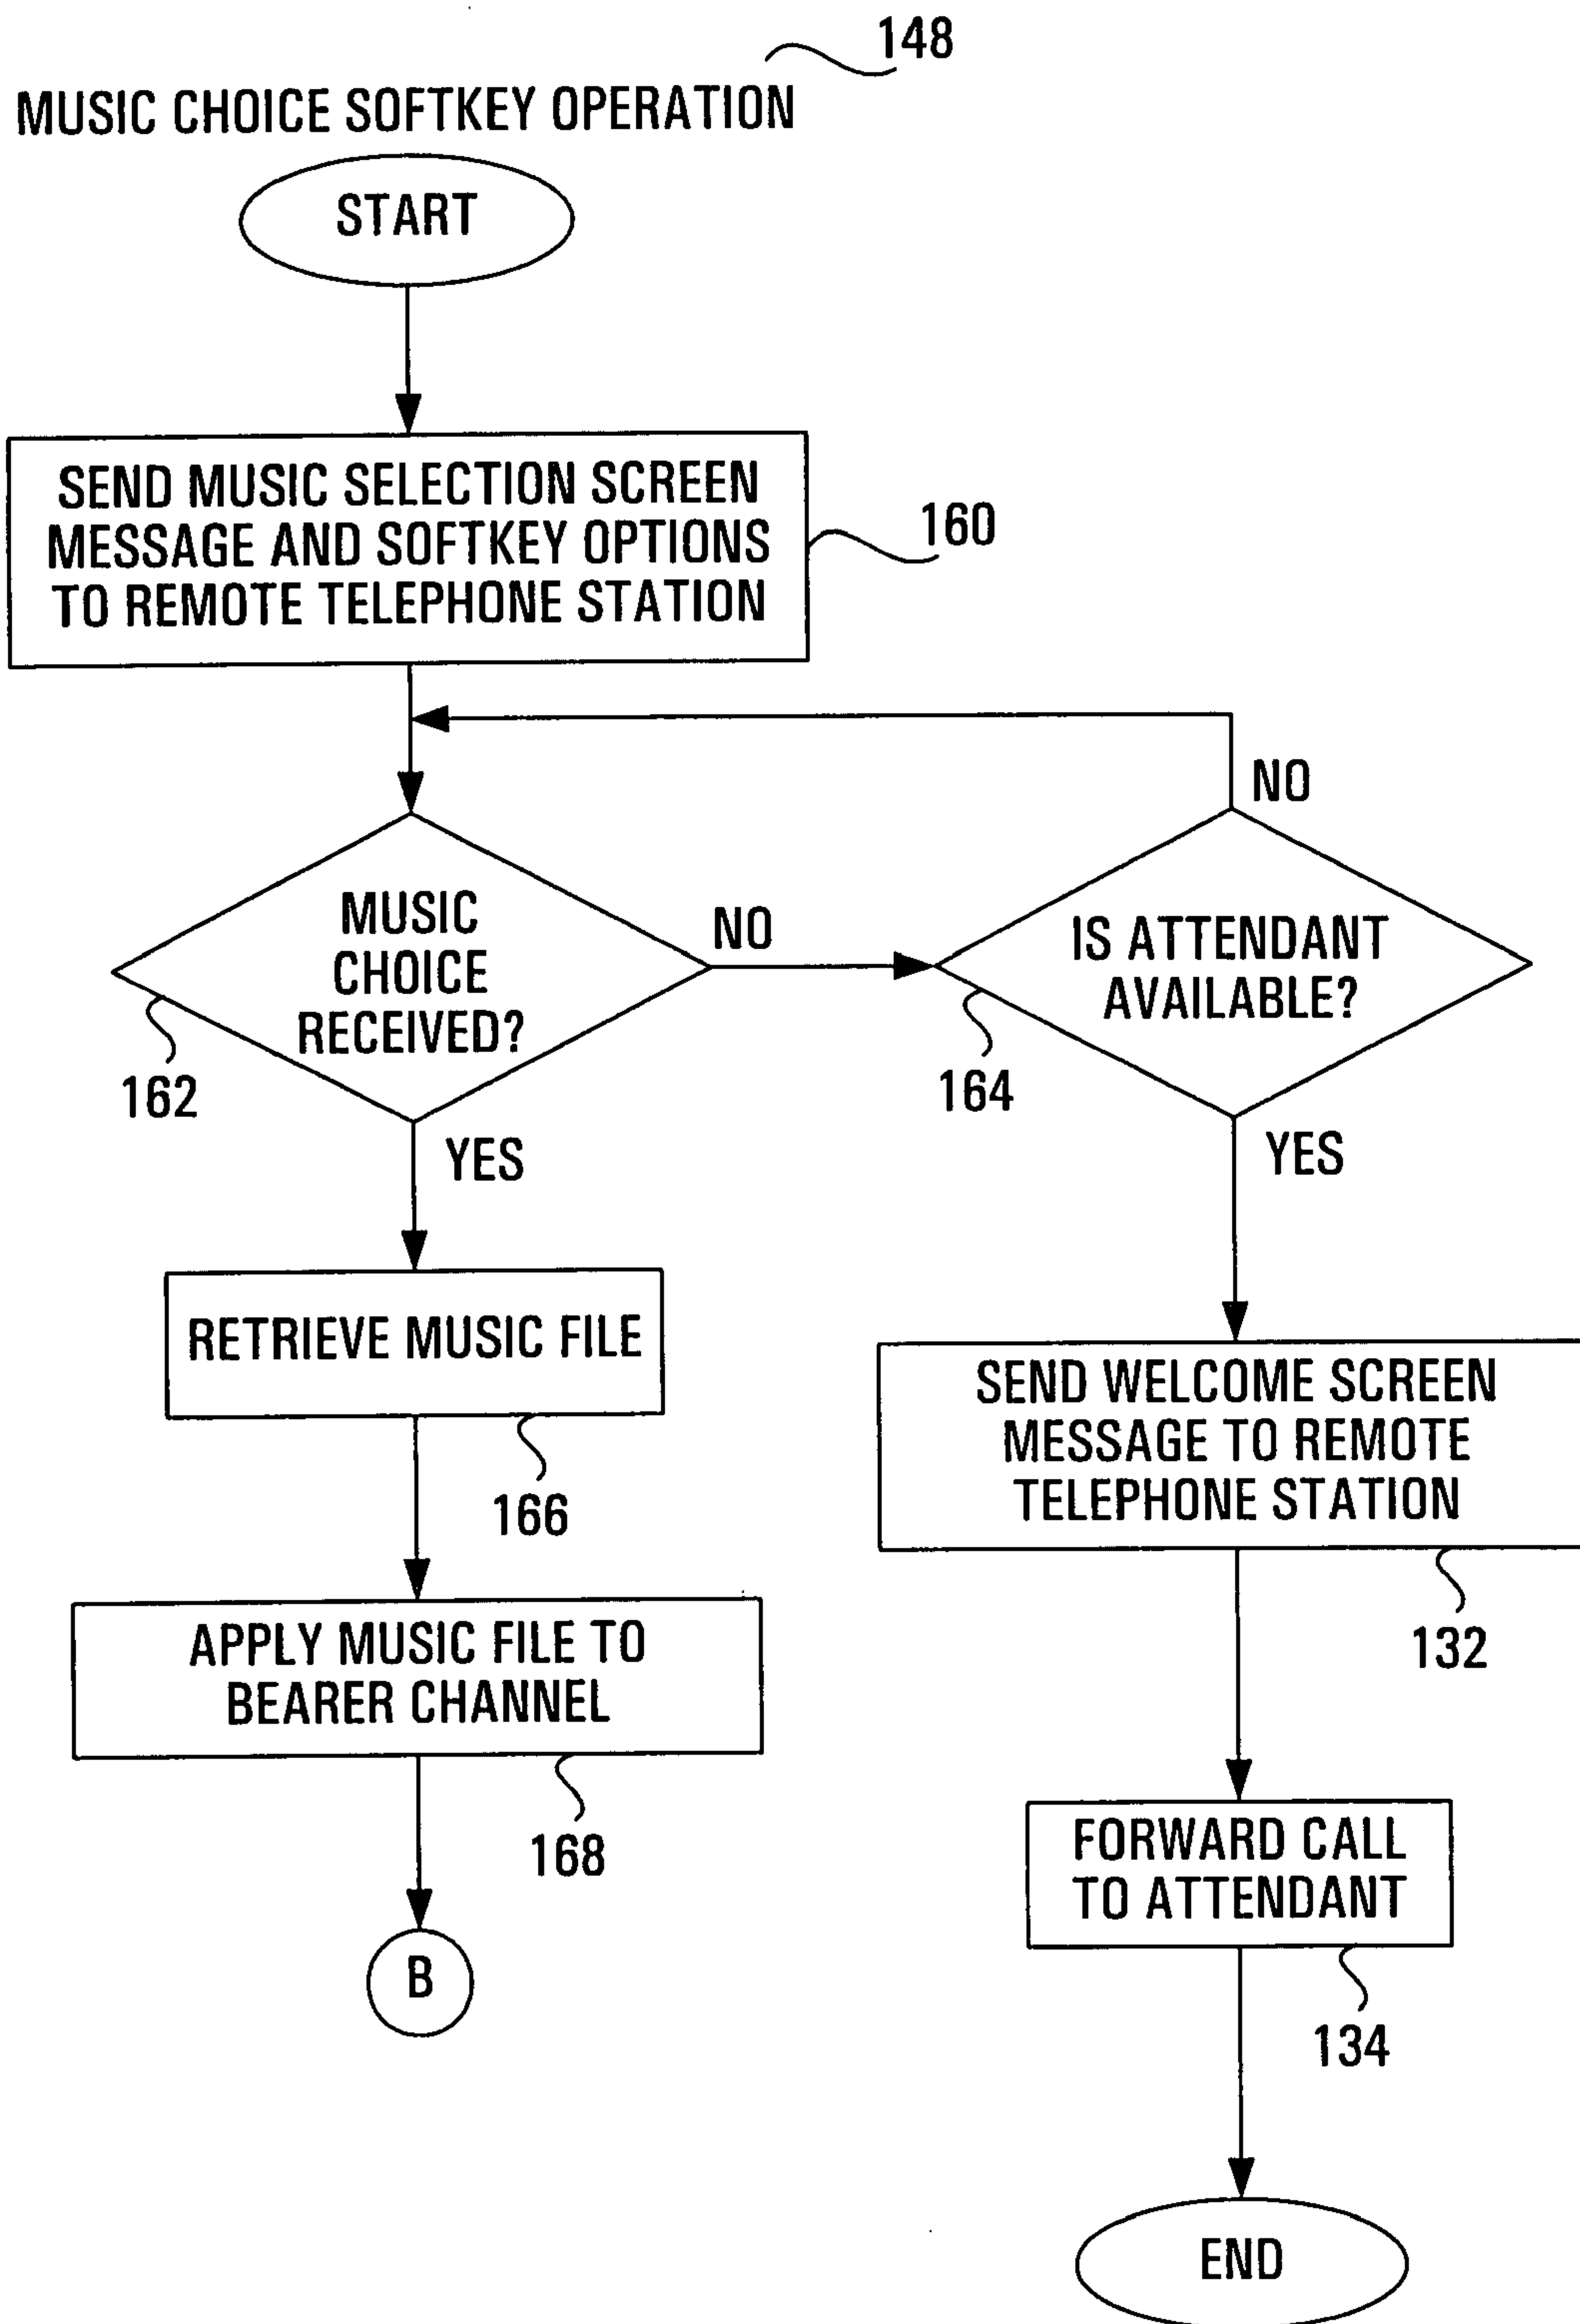 148
MUSIC CHOICE SOFTKEY OPERATION
START
SEND MUSIC SELECTION SCREEN
MESSAGE AND SOFTKEY OPTIONS
TO REMOTE TELEPHONE STATION
160
NO
MUSIC
CHOICE
RECEIVED?
NO
IS ATTENDANT
AVAILABLE?
162
164
YES
YES
RETRIEVE MUSIC FILE
166
SEND WELCOME SCREEN
MESSAGE TO REMOTE
TELEPHONE STATION
132
APPLY MUSIC FILE TO
BEARER CHANNEL
168
FORWARD CALL
TO ATTENDANT
134
B
END